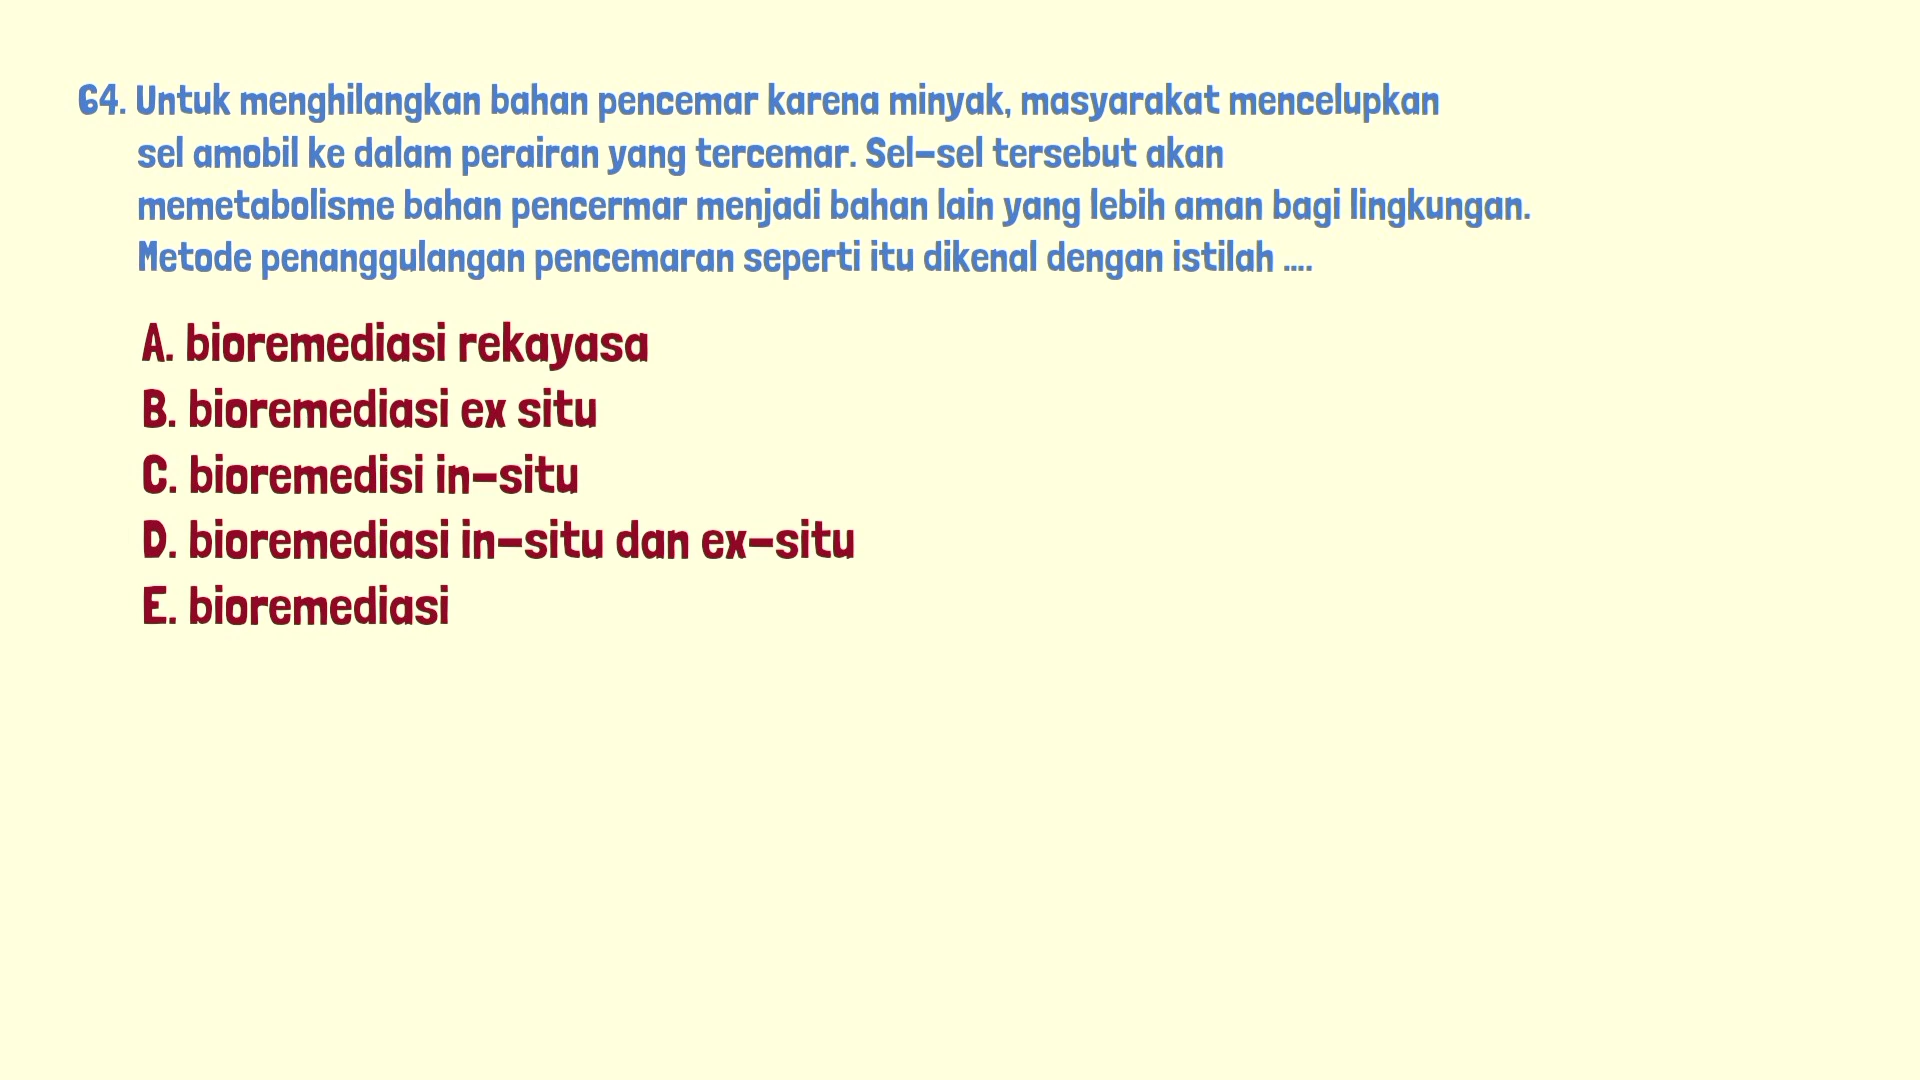 64. Untuk menghilangkan bahan pencemar karena minyak, masyarakat mencelupkan
sel amobil ke dalam perairan yang tercemar. Sel-sel tersebut akan
memetabolisme bahan pencermar menjadi bahan lain yang lebih aman bagi lingkungan.
Metode penanggulangan pencemaran seperti itu dikenal dengan istilah ....
A. bioremediasi rekayasa
B. bioremediasi ex situ
C. bioremedisi in-situ
D. bioremediasi in-situ dan ex-situ
E. bioremediasi